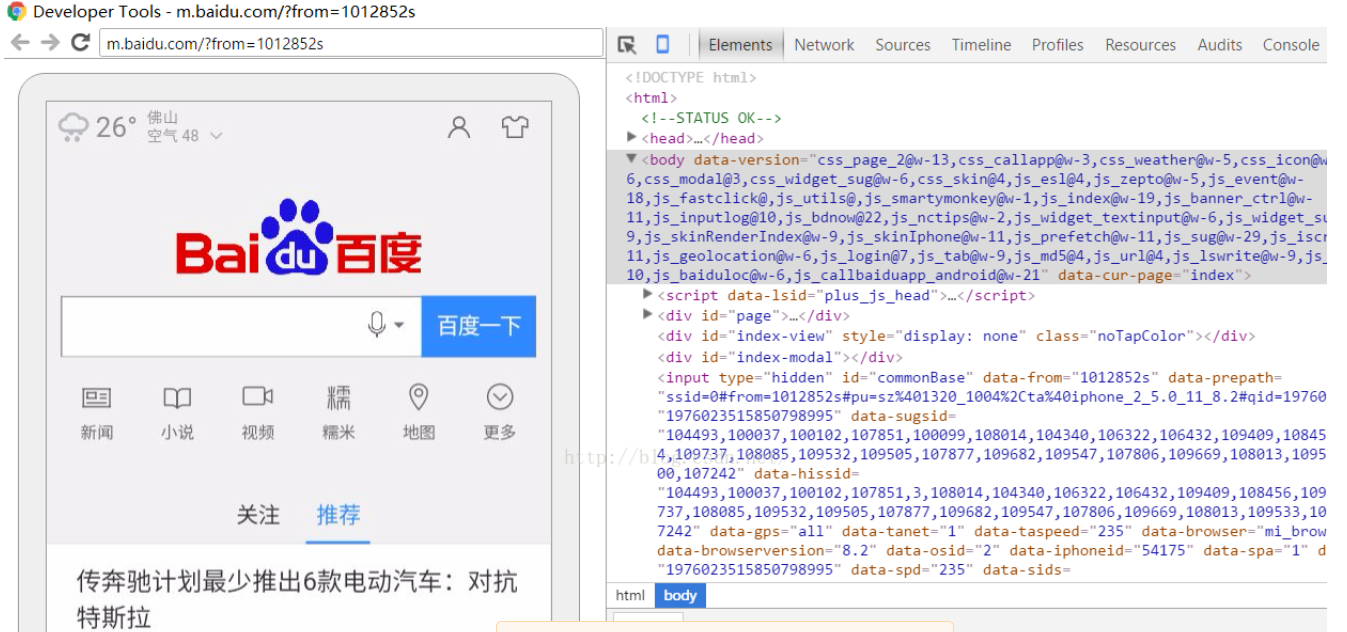 Developer Tools - m.baidu.com/?from=1012852s
m.baidu.com/?from=1012852s
26° 佛山
空气 48
Bai du 百度
百度一下
新闻 小说 视频 糯米 地图 更多
关注 推荐
传奔驰计划最少推出6款电动汽车：对抗
特斯拉
Elements Network Sources Timeline Profiles Resources Audits Console
<!DOCTYPE html>
<html>
<!--STATUS OK-->
<head>…</head>
<body data-version="css_page_2@w-13,css_callapp@w-3,css_weather@w-5,css_icon@w
6,css_modal@3,css_widget_sug@w-6,css_skin@4,js_esl@4,js_zepto@w-5,js_event@w-
18,js_fastclick@,js_utils@,js_smartymonkey@w-1,js_index@w-19,js_banner_ctrl@w-
11,js_inputlog@10,js_bdnow@22,js_nctips@w-2,js_widget_textinput@w-6,js_widget_su
9,js_skinRenderIndex@w-9,js_skinIphone@w-11,js_prefetch@w-11,js_sug@w-29,js_iscr
11,js_geolocation@w-6,js_login@7,js_tab@w-9,js_md5@4,js_url@4,js_lswrite@w-9,js_
10,js_baiduloc@w-6,js_callbaiduapp_android@w-21" data-cur-page="index">
<script data-lsid="plus_js_head">…</script>
<div id="page">…</div>
<div id="index-view" style="display: none" class="noTapColor"></div>
<div id="index-modal"></div>
<input type="hidden" id="commonBase" data-from="1012852s" data-prepath=
"ssid=0#from=1012852s#pu=sz%401320_1004%2Cta%40iphone_2_5.0_11_8.2#qid=19760
"1976023515850798995" data-sugsid=
"104493,100037,100102,107851,100099,108014,104340,106322,106432,109409,10845
4,109737,108085,109532,109505,107877,109682,109547,107806,109669,108013,1095
00,107242" data-hissid=
"104493,100037,100102,107851,3,108014,104340,106322,106432,109409,108456,109
737,108085,109532,109505,107877,109682,109547,107806,109669,108013,109533,10
7242" data-gps="all" data-tanet="1" data-taspeed="235" data-browser="mi_brow
data-browserversion="8.2" data-osid="2" data-iphoneid="54175" data-spa="1" d
"1976023515850798995" data-spd="235" data-sids=
html body